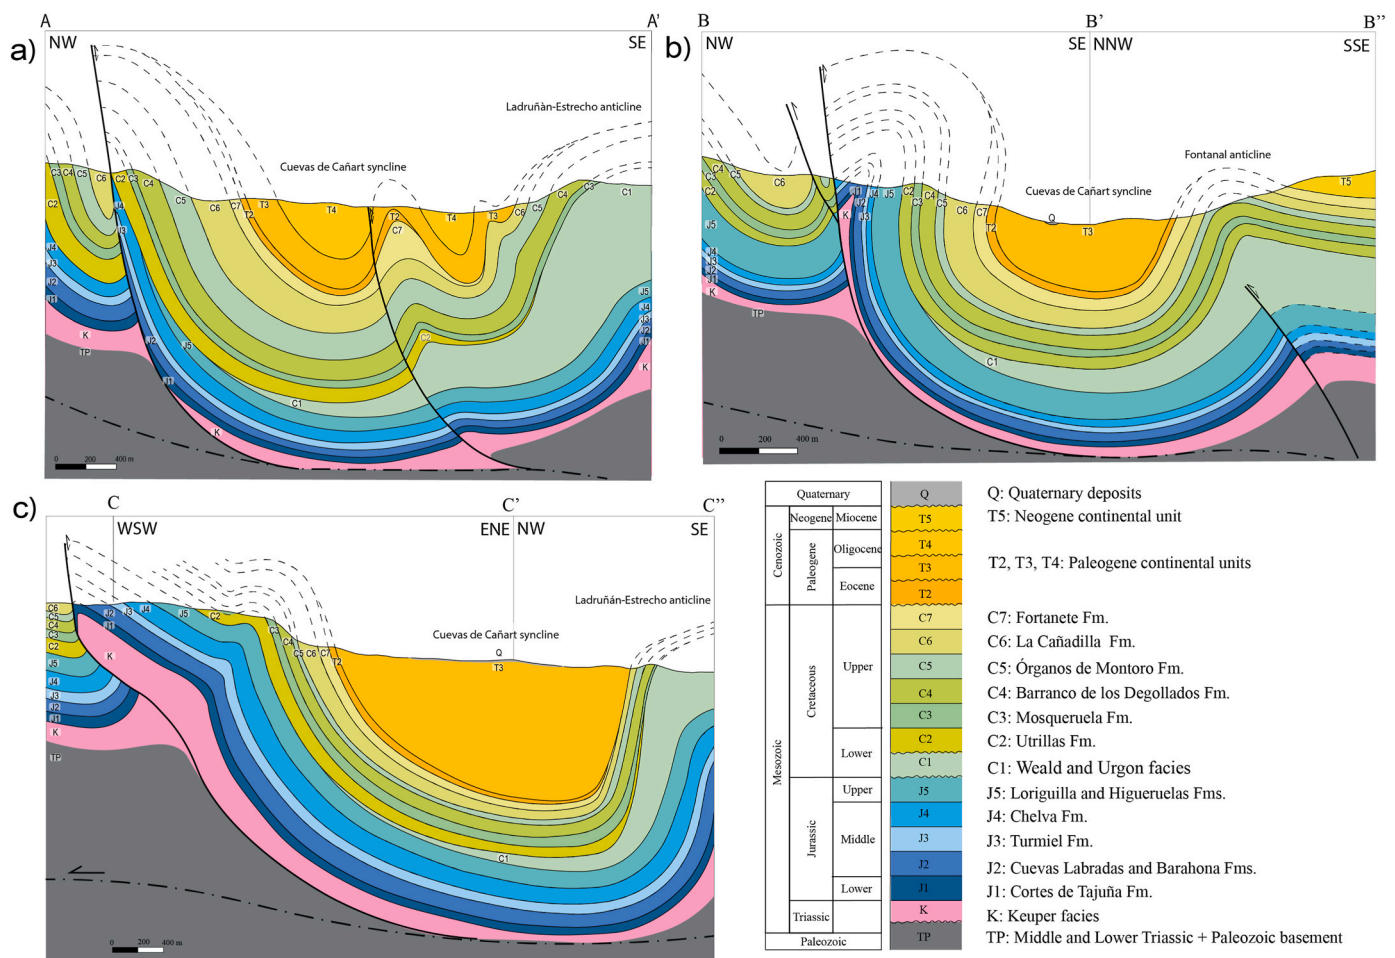 A
A'
a)
NW
SE
Ladruñàn-Estrecho anticline
Cuevas de Cañart syncline
C3
C4
C5
C6
C2
C3
C4
C5
C6
C7
T2
T3
T4
T2
C7
T4
T3
C6
C5
C4
C3
C1
C2
J4
J3
J4
J3
J2
J1
K
TP
J2
J5
J1
C1
C2
K
J5
J4
J3
J2
J1
K
0
200
400 m
B
B'
B"
b)
NW
SE
NNW
SSE
Fontanal anticline
Cuevas de Cañart syncline
C4
C3
C2
C5
C6
J5
J4
J3
J2
J1
K
TP
K
J1
J2
J3
J4
J5
C2
C3
C4
C5
C6
C7
T2
Q
T3
T5
C1
0
200
400 m
c)
C
C'
C"
WSW
ENE
NW
SE
Ladruñán-Estrecho anticline
Cuevas de Cañart syncline
C6
C5
C4
C3
C2
J5
J4
J3
J2
J1
K
TP
J2
J1
J3
J4
J5
C2
C3
C4
C5
C6
C7
T2
Q
T3
K
C1
0
200
400 m
Quaternary
Q
Q: Quaternary deposits
Cenozoic
Neogene
Miocene
T5
T5: Neogene continental unit
Paleogene
Oligocene
T4
T3
T2, T3, T4: Paleogene continental units
Eocene
T2
Mesozoic
Cretaceous
Upper
C7
C7: Fortanete Fm.
C6
C6: La Cañadilla Fm.
C5
C5: Órganos de Montoro Fm.
C4
C4: Barranco de los Degollados Fm.
C3
C3: Mosqueruela Fm.
Lower
C2
C2: Utrillas Fm.
C1
C1: Weald and Urgon facies
Jurassic
Upper
J5
J5: Loriguilla and Higueruelas Fms.
Middle
J4
J4: Chelva Fm.
J3
J3: Turmiel Fm.
J2
J2: Cuevas Labradas and Barahona Fms.
Lower
J1
J1: Cortes de Tajuña Fm.
Triassic
K
K: Keuper facies
Paleozoic
TP
TP: Middle and Lower Triassic + Paleozoic basement